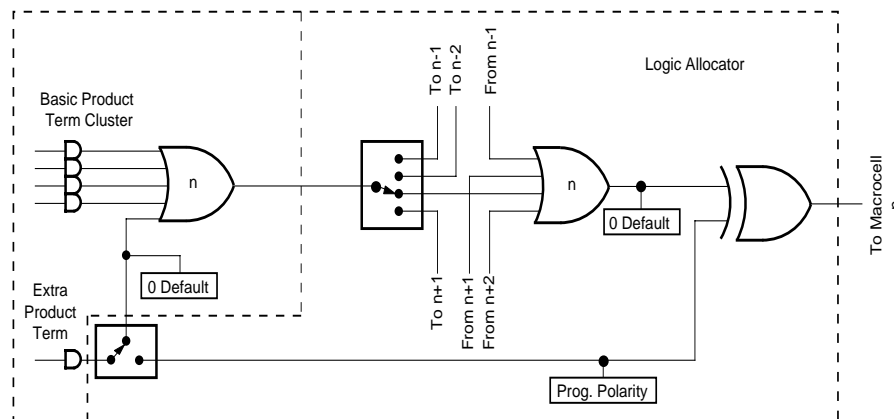 To n-1
To n-2
From n-1
Logic Allocator
Basic Product
Term Cluster
n
n
0 Default
To Macrocell
n
0 Default
Extra
Product
Term
To n+1
From n+1
From n+2
Prog. Polarity